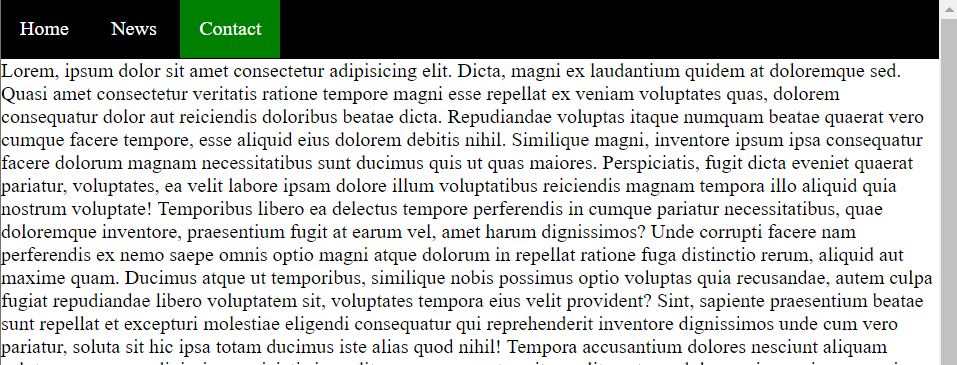 Home News Contact
Lorem, ipsum dolor sit amet consectetur adipisicing elit. Dicta, magni ex laudantium quidem at doloremque sed.
Quasi amet consectetur veritatis ratione tempore magni esse repellat ex veniam voluptates quas, dolorem
consequatur dolor aut reiciendis doloribus beatae dicta. Repudiandae voluptas itaque numquam beatae quaerat vero
cumque facere tempore, esse aliquid eius dolorem debitis nihil. Similique magni, inventore ipsum ipsa consequatur
facere dolorum magnam necessitatibus sunt ducimus quis ut quas maiores. Perspiciatis, fugit dicta eveniet quaerat
pariatur, voluptates, ea velit labore ipsam dolore illum voluptatibus reiciendis magnam tempora illo aliquid quia
nostrum voluptate! Temporibus libero ea delectus tempore perferendis in cumque pariatur necessitatibus, quae
doloremque inventore, praesentium fugit at earum vel, amet harum dignissimos? Unde corrupti facere nam
perferendis ex nemo saepe omnis optio magni atque dolorum in repellat ratione fuga distinctio rerum, aliquid aut
maxime quam. Ducimus atque ut temporibus, similique nobis possimus optio voluptas quia recusandae, autem culpa
fugiat repudiandae libero voluptatem sit, voluptates tempora eius velit provident? Sint, sapiente praesentium beatae
sunt repellat et excepturi molestiae eligendi consequatur qui reprehenderit inventore dignissimos unde cum vero
pariatur, soluta sit hic ipsa totam ducimus iste alias quod nihil! Tempora accusantium dolores nesciunt aliquam